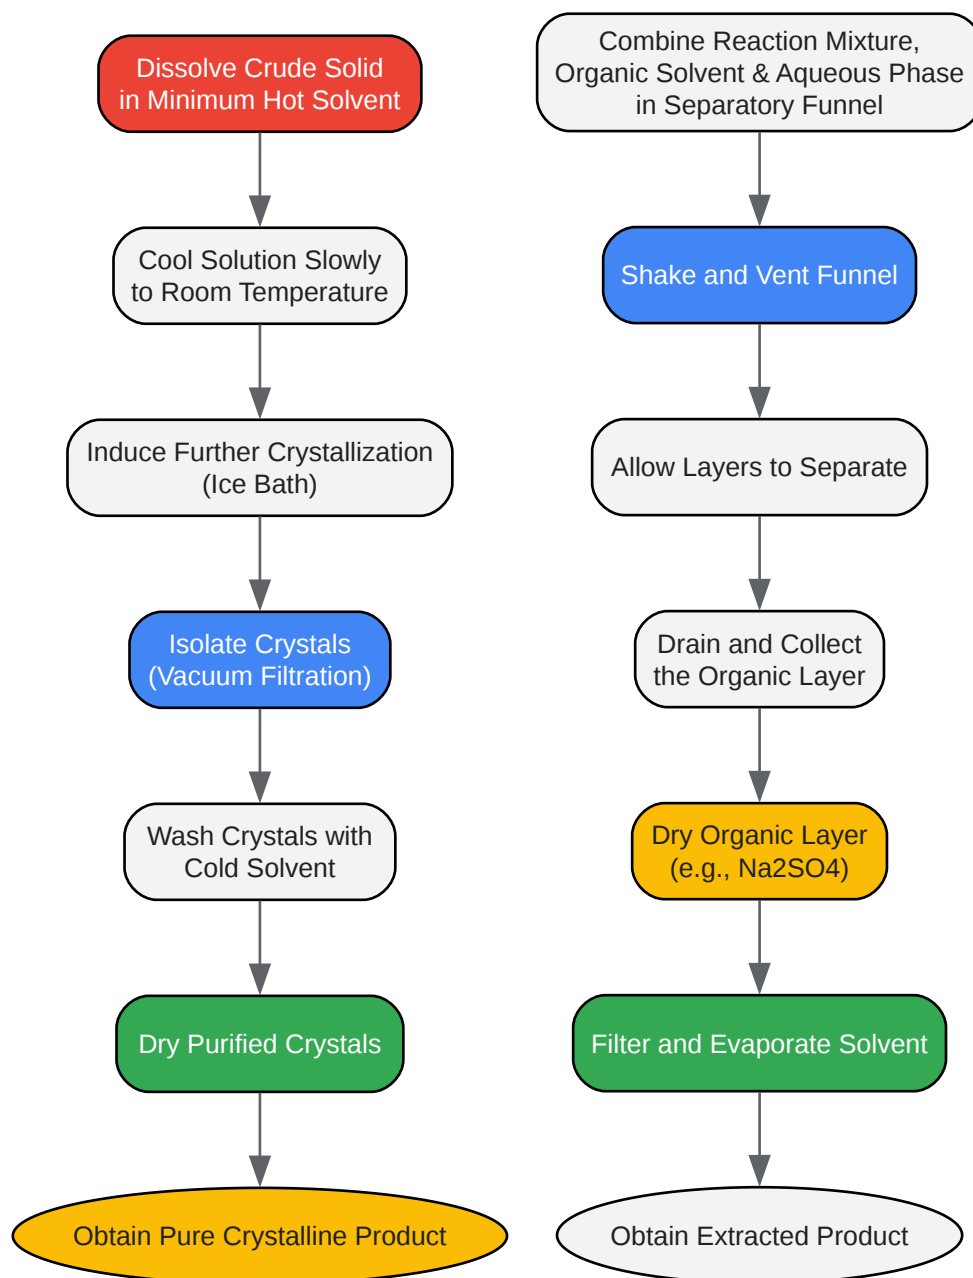 Dissolve Crude Solid
in Minimum Hot Solvent
Cool Solution Slowly
to Room Temperature
Induce Further Crystallization
(Ice Bath)
Isolate Crystals
(Vacuum Filtration)
Wash Crystals with
Cold Solvent
Dry Purified Crystals
Obtain Pure Crystalline Product
Combine Reaction Mixture,
Organic Solvent & Aqueous Phase
in Separatory Funnel
Shake and Vent Funnel
Allow Layers to Separate
Drain and Collect
the Organic Layer
Dry Organic Layer
(e.g., Na2SO4)
Filter and Evaporate Solvent
Obtain Extracted Product